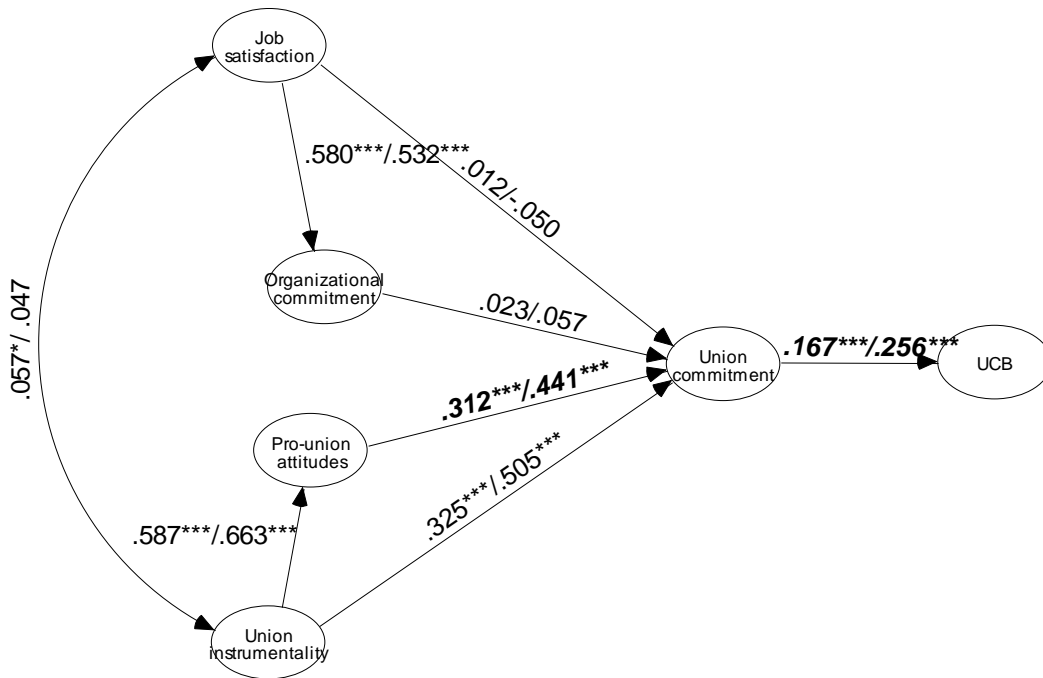 Job
satisfaction
.580***/.532***
.012/-.050
Organizational
commitment
.057*/ .047
.023/.057
Union
commitment
.167***/.256***
UCB
.312***/.441***
Pro-union
attitudes
.325***/.505***
.587***/.663***
Union
instrumentality